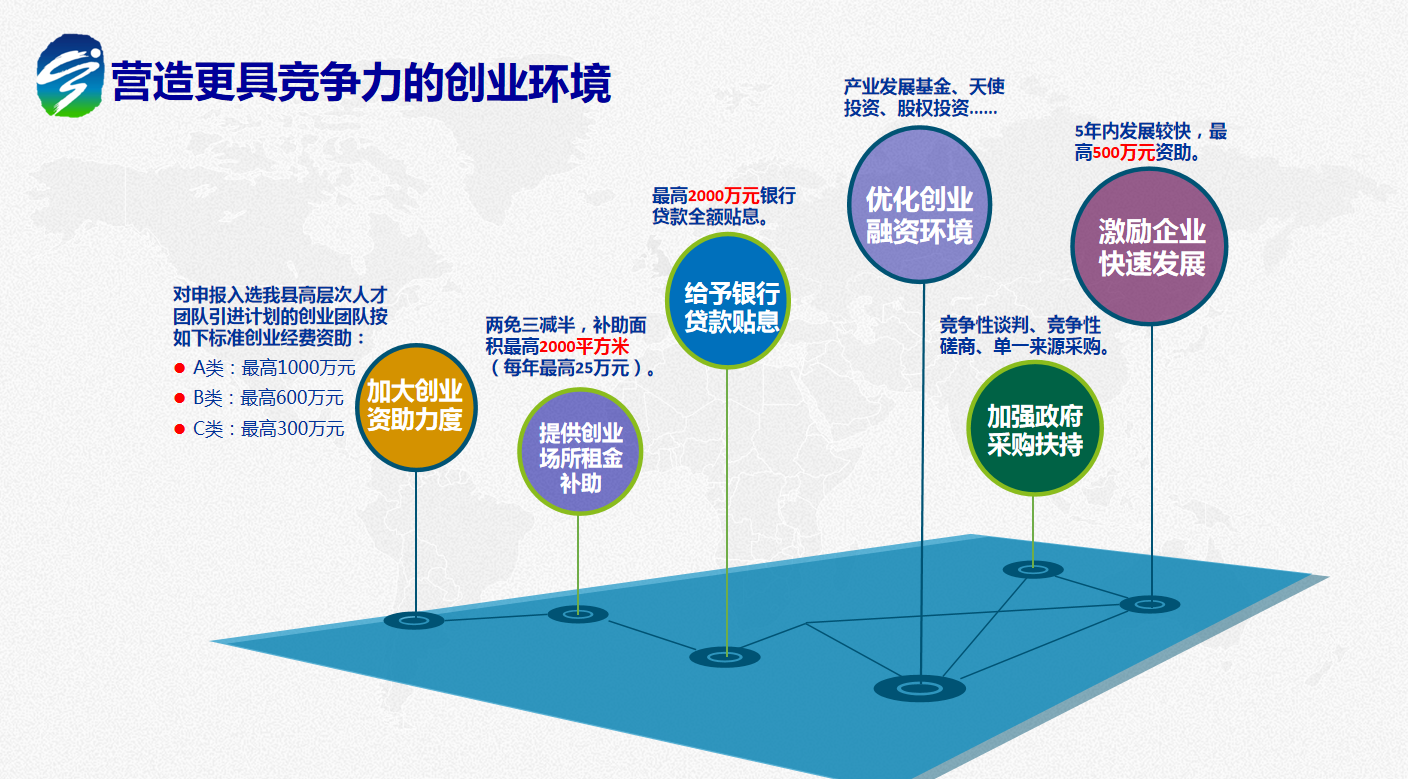 营造更具竞争力的创业环境
对申报入选我县高层次人才
团队引进计划的创业团队按
如下标准创业经费资助：
A类：最高1000万元
B类：最高600万元
C类：最高300万元
加大创业
资助力度
两免三减半，补助面
积最高2000平方米
（每年最高25万元）。
提供创业
场所租金
补助
最高2000万元银行
贷款全额贴息。
给予银行
贷款贴息
产业发展基金、天使
投资、股权投资......
优化创业
融资环境
竞争性谈判、竞争性
磋商、单一来源采购。
加强政府
采购扶持
5年内发展较快，最
高500万元资助。
激励企业
快速发展